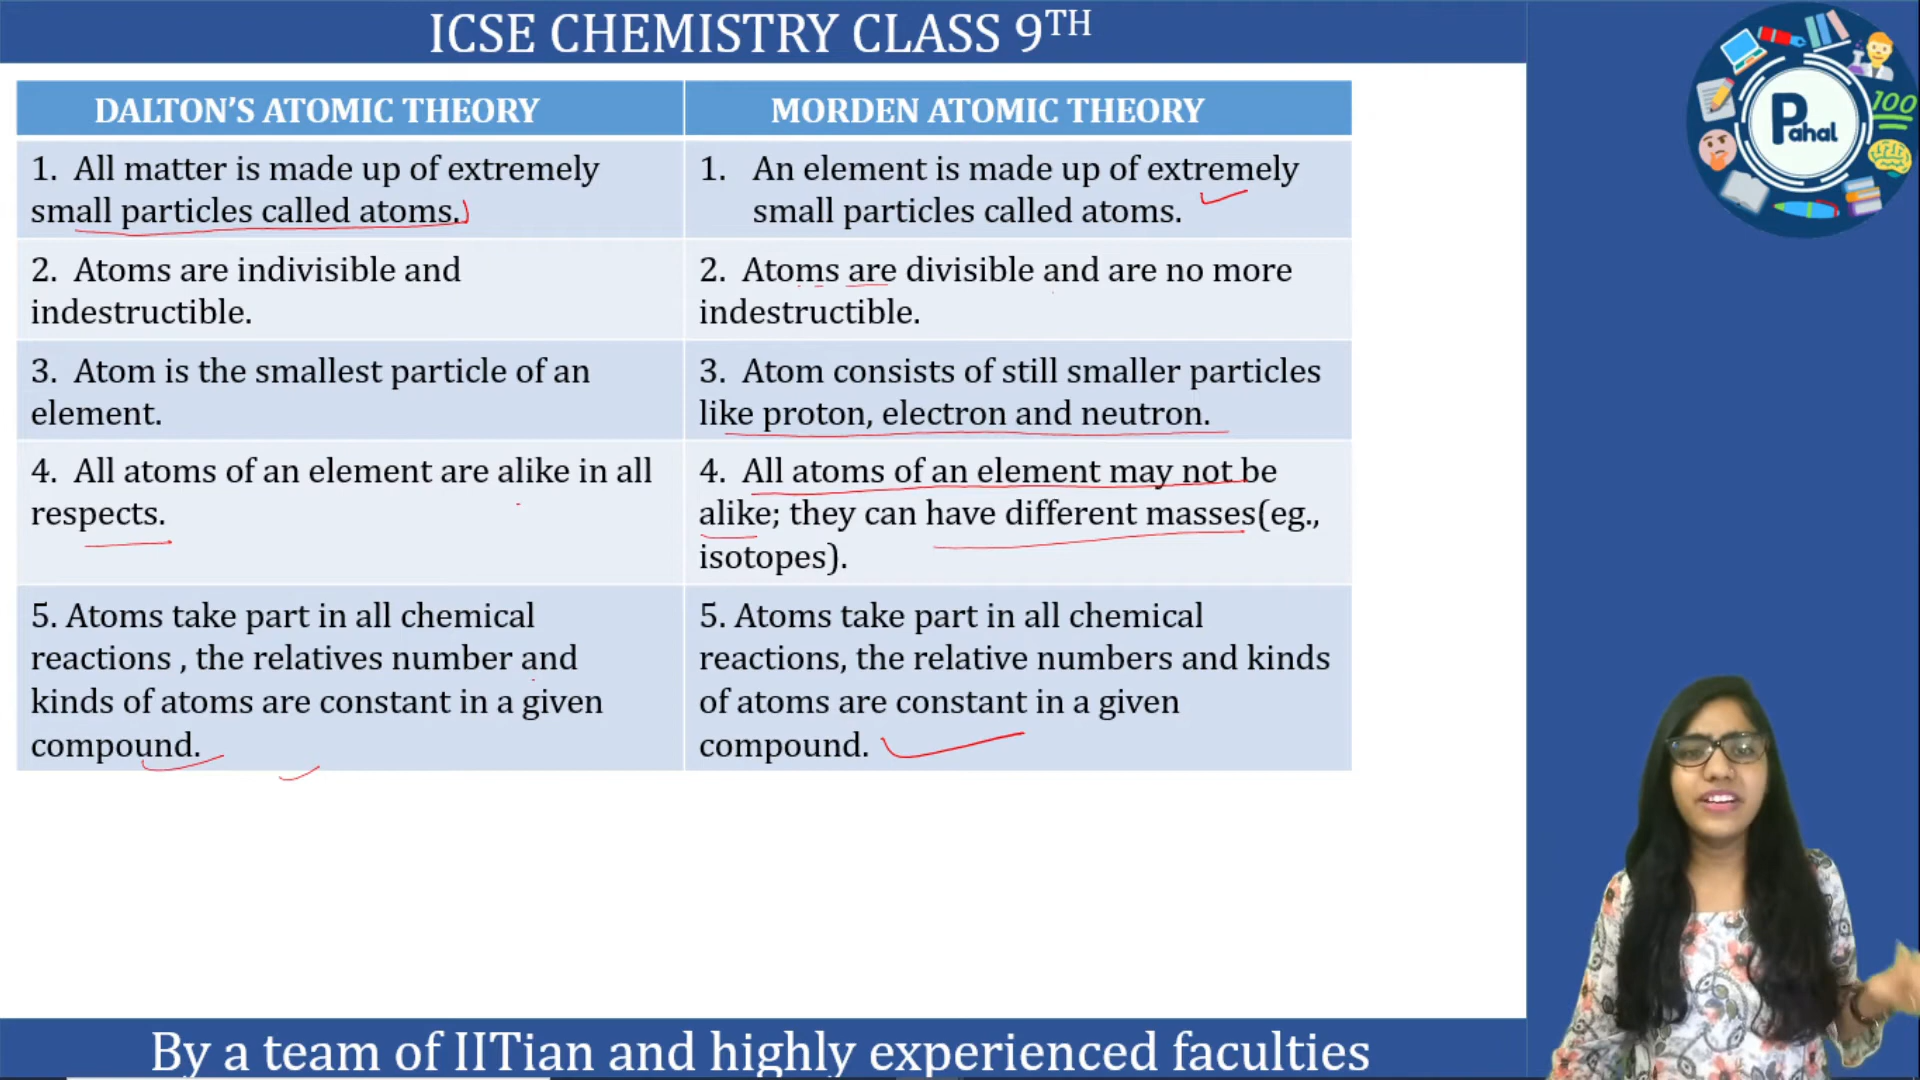 ICSE CHEMISTRY CLASS 9TH
DALTON'S ATOMIC THEORY
1. All matter is made up of extremely
small particles called atoms.
2. Atoms are indivisible and
indestructible.
3. Atom is the smallest particle of an
element.
4. All atoms of an element are alike in all
respects.
5. Atoms take part in all chemical
reactions , the relatives number and
kinds of atoms are constant in a given
compound.
MORDEN ATOMIC THEORY
1. An element is made up of extremely
small particles called atoms.
2. Atoms are divisible and are no more
indestructible.
3. Atom consists of still smaller particles
like proton, electron and neutron.
4. All atoms of an element may not be
alike; they can have different masses(eg.,
isotopes).
5. Atoms take part in all chemical
reactions, the relative numbers and kinds
of atoms are constant in a given
compound.
Pahal
100
By a team of IITian and highly experienced faculties